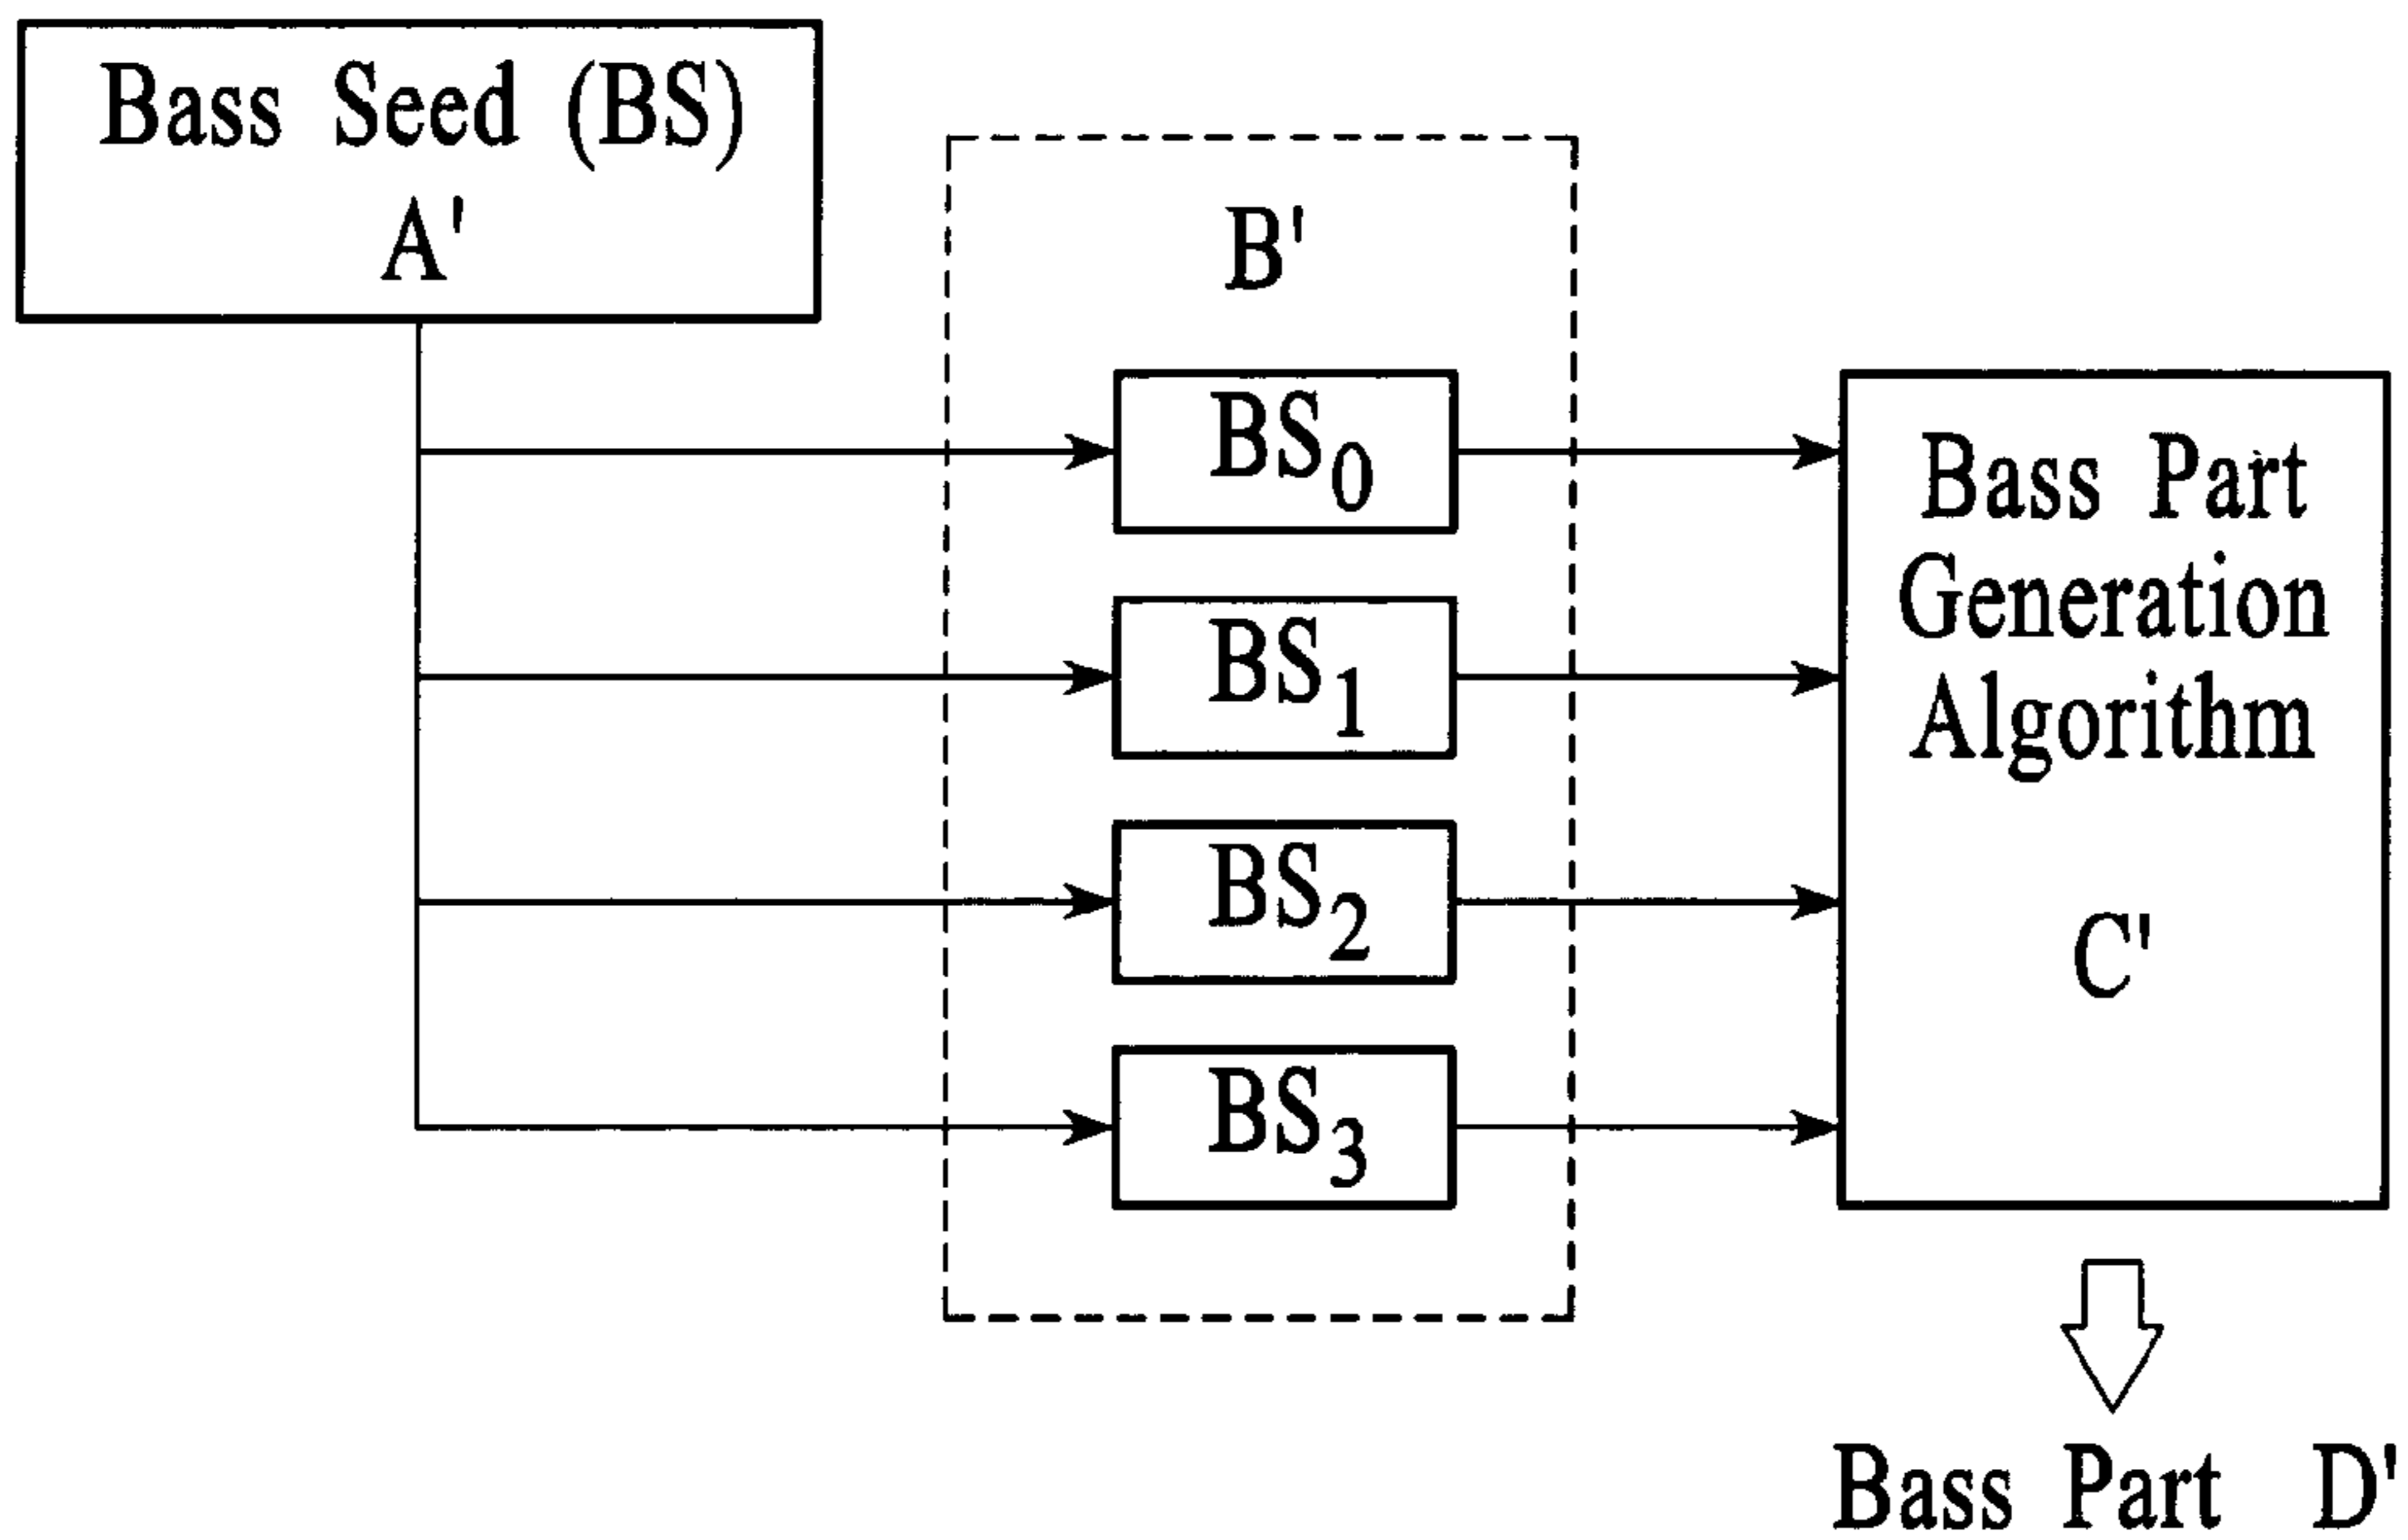 Bass Seed (BS)
A'
B'
BS₀
BS₁
BS₂
BS₃
Bass Part
Generation
Algorithm
C'
Bass Part D'